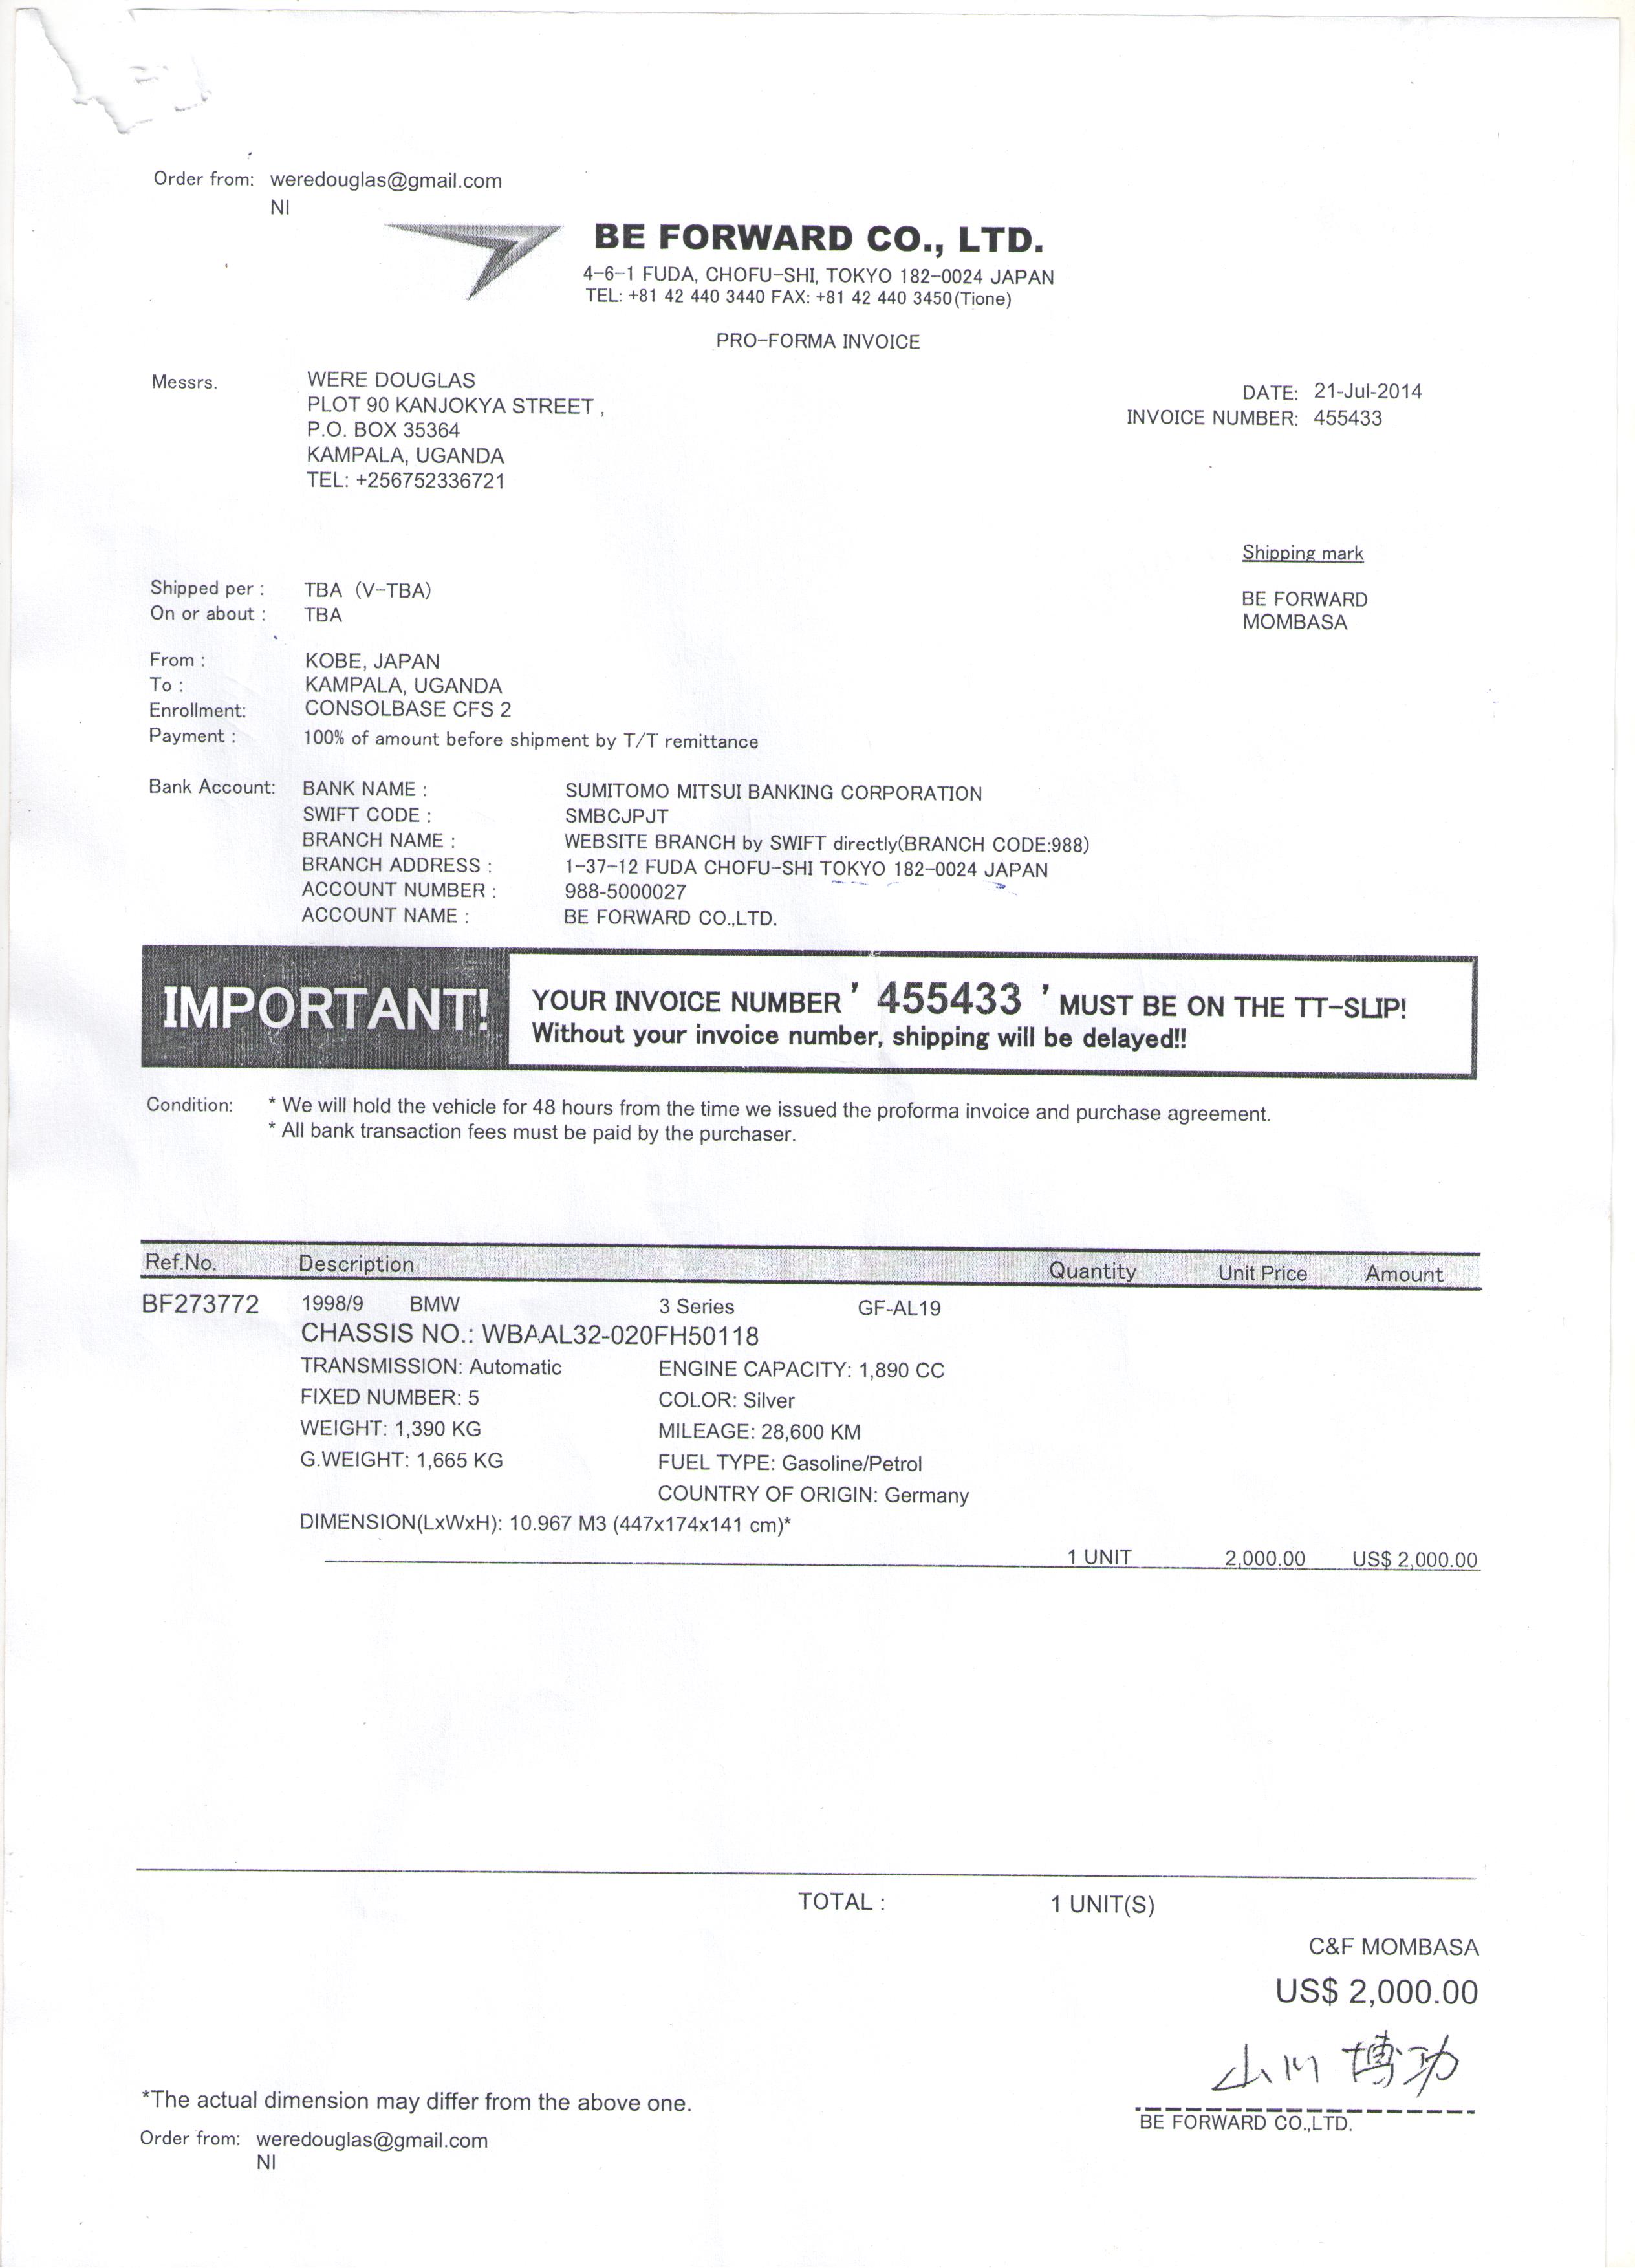 Order from: weredouglas@gmail.com
NI
BE FORWARD CO., LTD.
4-6-1 FUDA, CHOFU-SHI, TOKYO 182-0024 JAPAN
TEL: +81 42 440 3440 FAX: +81 42 440 3450(Tione)
PRO-FORMA INVOICE
Messrs. WERE DOUGLAS
PLOT 90 KANJOKYA STREET ,
P.O. BOX 35364
KAMPALA, UGANDA
TEL: +256752336721
DATE: 21-Jul-2014
INVOICE NUMBER: 455433
Shipping mark
BE FORWARD
MOMBASA
Shipped per : TBA (V-TBA)
On or about : TBA
From : KOBE, JAPAN
To : KAMPALA, UGANDA
Enrollment: CONSOLBASE CFS 2
Payment : 100% of amount before shipment by T/T remittance
Bank Account: BANK NAME : SUMITOMO MITSUI BANKING CORPORATION
SWIFT CODE : SMBCJPJT
BRANCH NAME : WEBSITE BRANCH by SWIFT directly(BRANCH CODE:988)
BRANCH ADDRESS : 1-37-12 FUDA CHOFU-SHI TOKYO 182-0024 JAPAN
ACCOUNT NUMBER : 988-5000027
ACCOUNT NAME : BE FORWARD CO.,LTD.
IMPORTANT! YOUR INVOICE NUMBER ' 455433 ' MUST BE ON THE TT-SLIP!
Without your invoice number, shipping will be delayed!!
Condition: * We will hold the vehicle for 48 hours from the time we issued the proforma invoice and purchase agreement.
* All bank transaction fees must be paid by the purchaser.
Ref.No. Description Quantity Unit Price Amount
BF273772 1998/9 BMW 3 Series GF-AL19
CHASSIS NO.: WBAAL32-020FH50118
TRANSMISSION: Automatic ENGINE CAPACITY: 1,890 CC
FIXED NUMBER: 5 COLOR: Silver
WEIGHT: 1,390 KG MILEAGE: 28,600 KM
G.WEIGHT: 1,665 KG FUEL TYPE: Gasoline/Petrol
COUNTRY OF ORIGIN: Germany
DIMENSION(LxWxH): 10.967 M3 (447x174x141 cm)*
1 UNIT 2,000.00 US$ 2,000.00
TOTAL : 1 UNIT(S)
C&F MOMBASA
US$ 2,000.00
山川 博功
BE FORWARD CO.,LTD.
*The actual dimension may differ from the above one.
Order from: weredouglas@gmail.com
NI